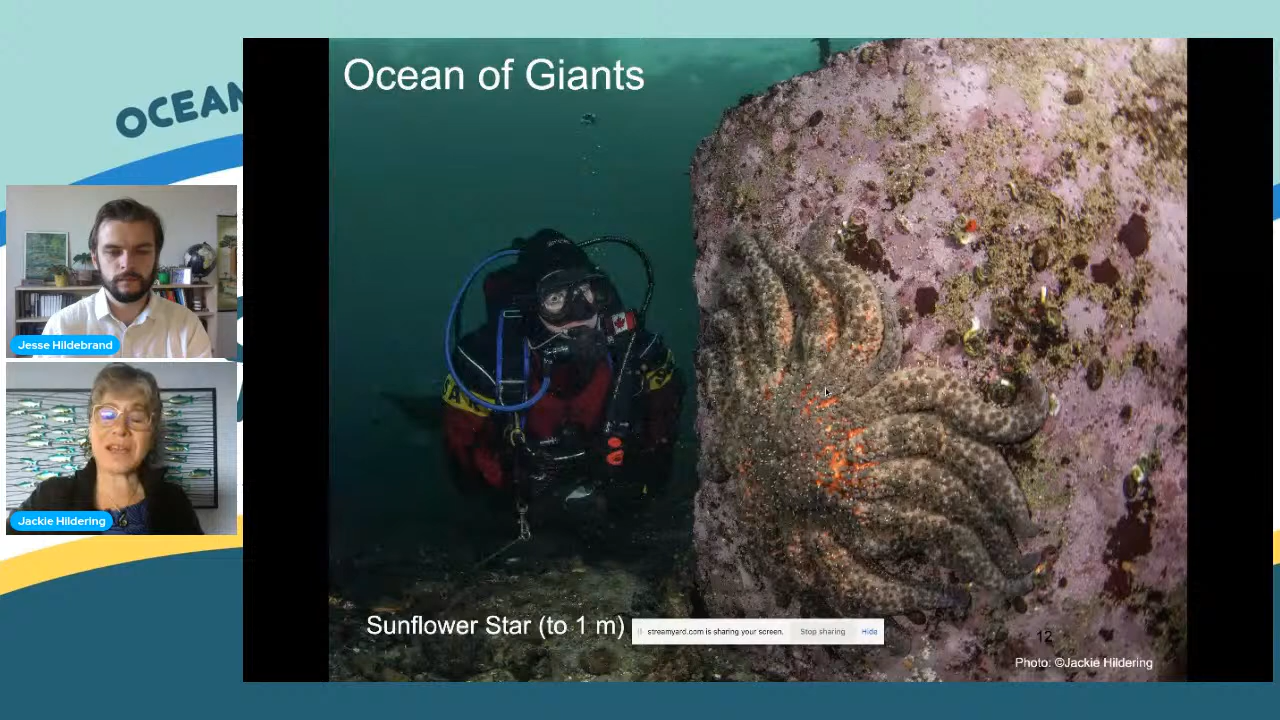 OCEAN
Ocean of Giants
Jesse Hildebrand
Jackie Hildering
Sunflower Star (to 1 m)
streamyard.com is sharing your screen.
Stop sharing
Hide
12
Photo: ©Jackie Hildering